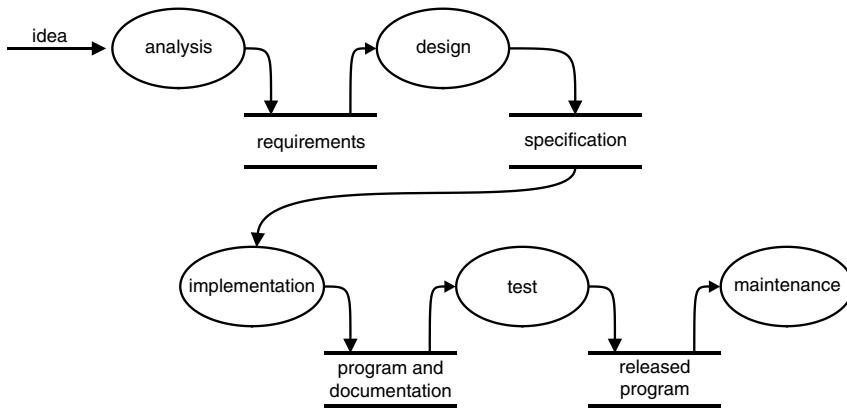 idea
analysis
design
requirements
specification
implementation
test
maintenance
program and
documentation
released
program